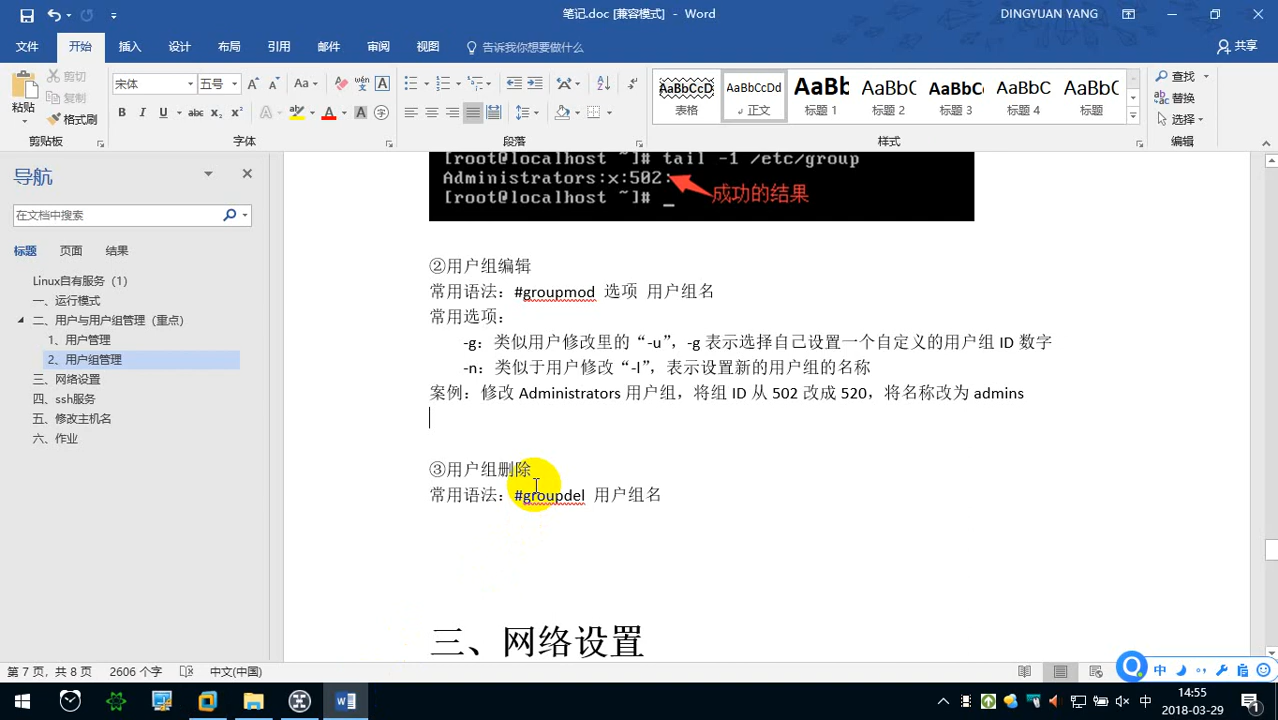 笔记.doc [兼容模式] - Word
DINGYUAN YANG
文件 开始 插入 设计 布局 引用 邮件 审阅 视图 告诉我你想要做什么 共享
粘贴 剪切
复制
格式刷
剪贴板
宋体 五号
字体
段落
AaBbCcD 表格
AaBbCcDd 正文
AaBb 标题 1
AaBbC 标题 2
AaBbC 标题 3
AaBbC 标题 4
AaBbC 标题 5
样式
查找
替换
选择
编辑
导航
在文档中搜索
标题 页面 结果
Linux自有服务（1）
一、运行模式
二、用户与用户组管理（重点）
1、用户管理
2、用户组管理
三、网络设置
四、ssh服务
五、修改主机名
六、作业
[root@localhost ~]# tail -1 /etc/group
Administrators:x:502:
成功的结果
[root@localhost ~]# _
②用户组编辑
常用语法：#groupmod 选项 用户组名
常用选项：
-g：类似用户修改里的“-u”，-g 表示选择自己设置一个自定义的用户组 ID 数字
-n：类似于用户修改“-l”，表示设置新的用户组的名称
案例：修改 Administrators 用户组，将组 ID 从 502 改成 520，将名称改为 admins
③用户组删除
常用语法：#groupdel 用户组名
三、网络设置
第 7 页，共 8 页 2606 个字 中文(中国)
中
中 14:55
2018-03-29
1